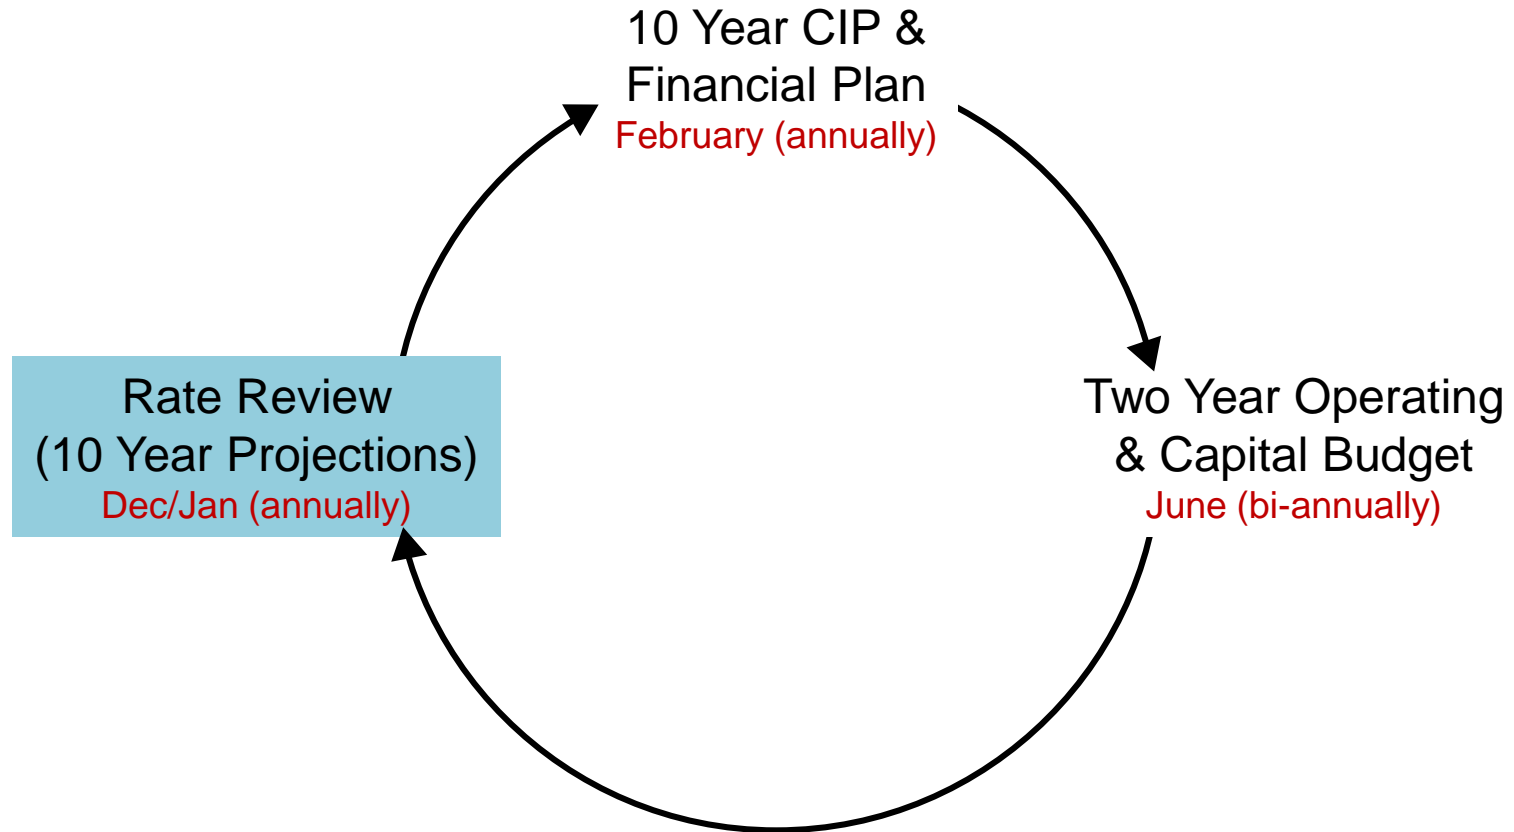 10 Year CIP &
Financial Plan
February (annually)
Two Year Operating
& Capital Budget
June (bi-annually)
Rate Review
(10 Year Projections)
Dec/Jan (annually)